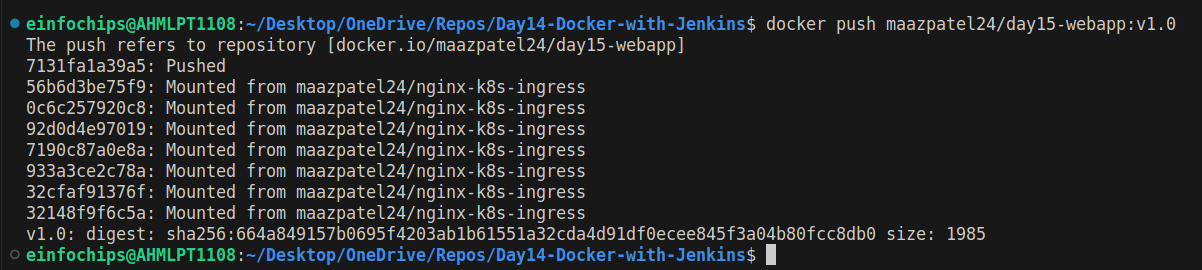 einfochips@AHMLPT1108:~/Desktop/OneDrive/Repos/Day14-Docker-with-Jenkins$ docker push maazpatel24/day15-webapp:v1.0
The push refers to repository [docker.io/maazpatel24/day15-webapp]
7131fa1a39a5: Pushed
56b6d3be75f9: Mounted from maazpatel24/nginx-k8s-ingress
0c6c257920c8: Mounted from maazpatel24/nginx-k8s-ingress
92d0d4e97019: Mounted from maazpatel24/nginx-k8s-ingress
7190c87a0e8a: Mounted from maazpatel24/nginx-k8s-ingress
933a3ce2c78a: Mounted from maazpatel24/nginx-k8s-ingress
32cfaf91376f: Mounted from maazpatel24/nginx-k8s-ingress
32148f9f6c5a: Mounted from maazpatel24/nginx-k8s-ingress
v1.0: digest: sha256:664a849157b0695f4203ab1b61551a32cda4d91df0ecee845f3a04b80fcc8db0 size: 1985
einfochips@AHMLPT1108:~/Desktop/OneDrive/Repos/Day14-Docker-with-Jenkins$